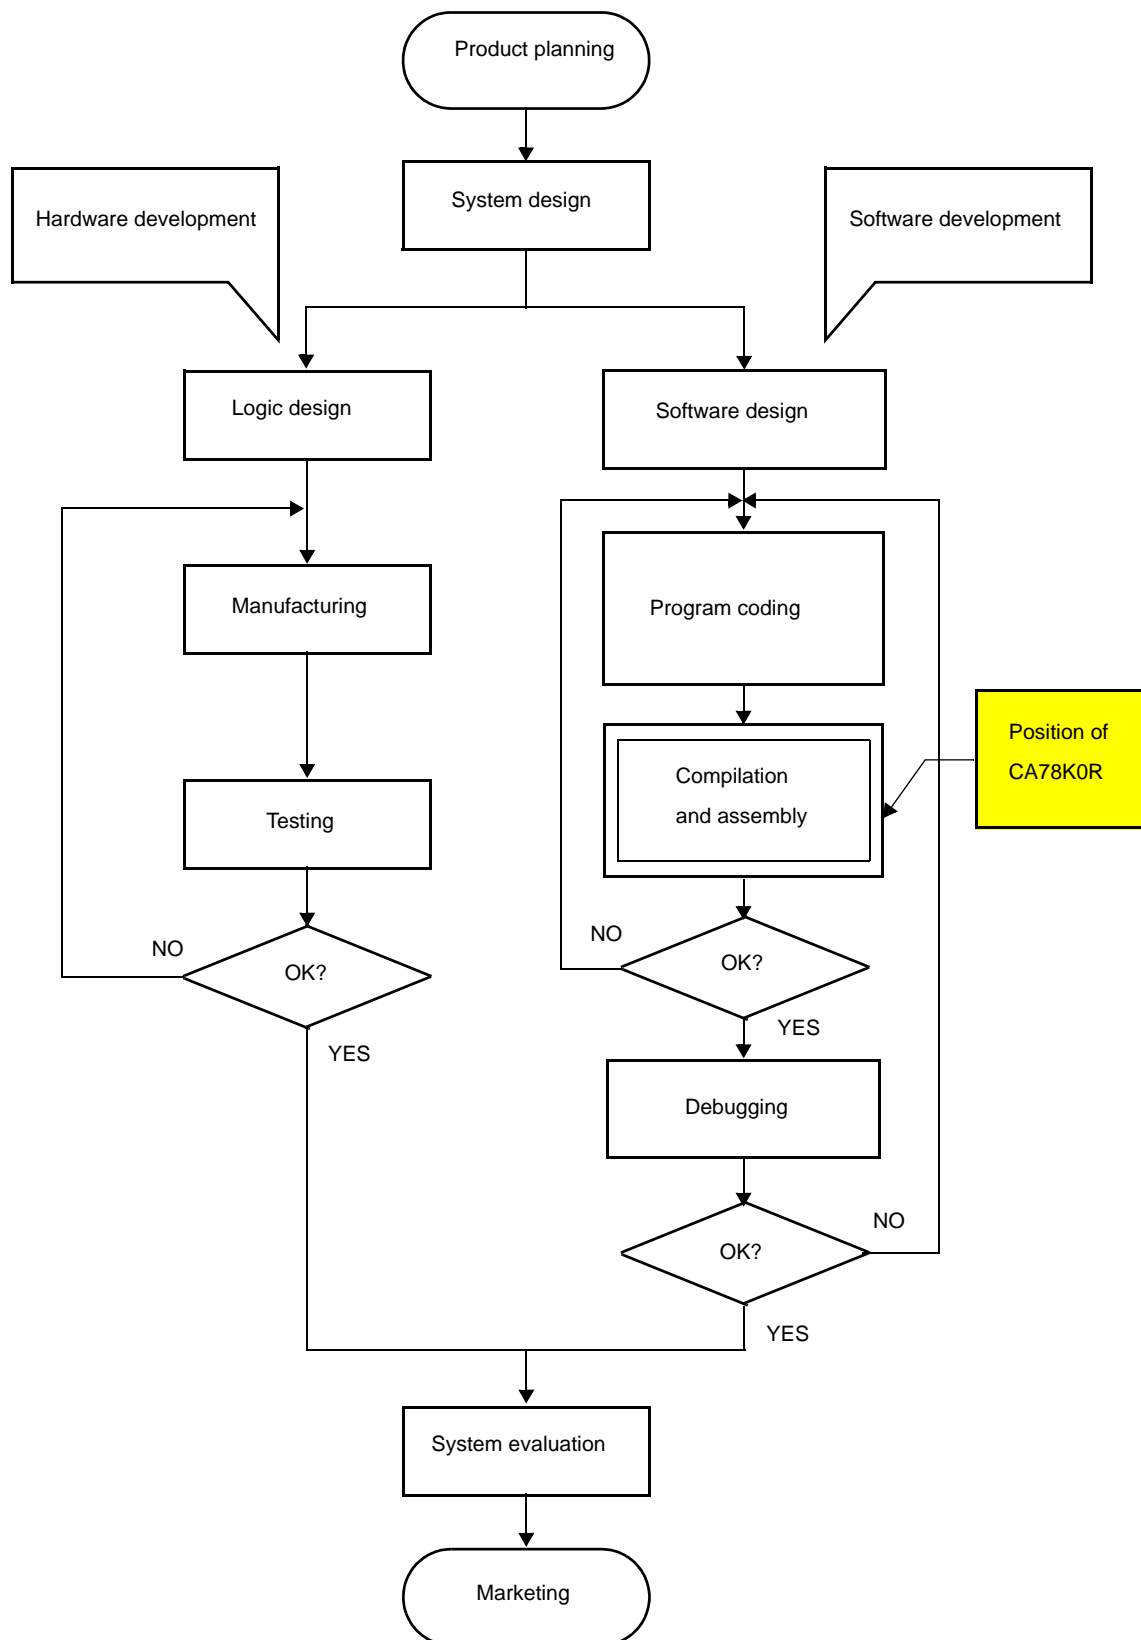 Product planning
System design
Hardware development
Software development
Logic design
Software design
Manufacturing
Program coding
Position of
CA78K0R
Compilation
and assembly
Testing
NO
OK?
YES
NO
OK?
YES
Debugging
OK?
NO
YES
System evaluation
Marketing